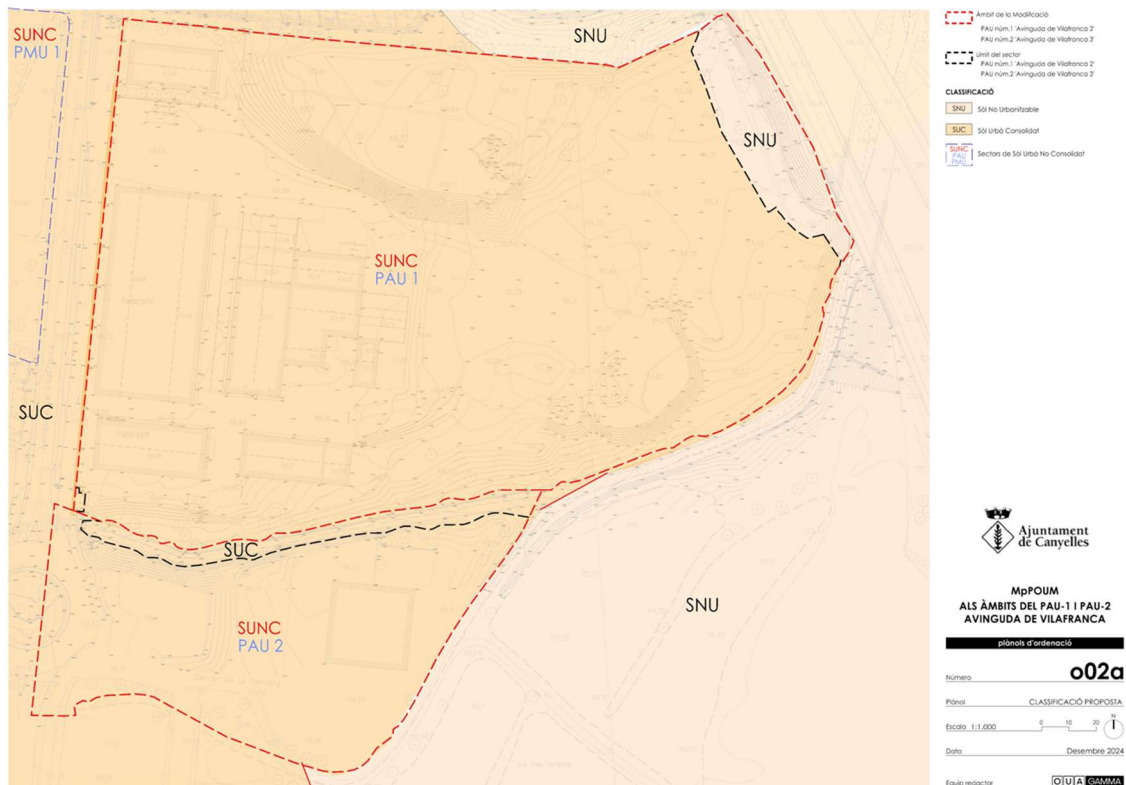 SUNC
PMU 1
SNU
SNU
SUNC
PAU 1
SUC
SUC
SUNC
PAU 2
SNU
Àmbit de la Modificació
PAU núm.1 'Avinguda de Vilafranca 2'
PAU núm.2 'Avinguda de Vilafranca 3'
Límit del sector
PAU núm.1 'Avinguda de Vilafranca 2'
PAU núm.2 'Avinguda de Vilafranca 3'
CLASSIFICACIÓ
SNU Sòl No Urbanitzable
SUC Sòl Urbà Consolidat
SUNC
PAU
PMU
Sectors de Sòl Urbà No Consolidat
Ajuntament
de Canyelles
MpPOUM
ALS ÀMBITS DEL PAU-1 I PAU-2
AVINGUDA DE VILAFRANCA
plànols d'ordenació
Número o02a
Plànol CLASSIFICACIÓ PROPOSTA
Escala 1:1.000 0 10 20 N
Data Desembre 2024
Equip redactor OUA GAMMA